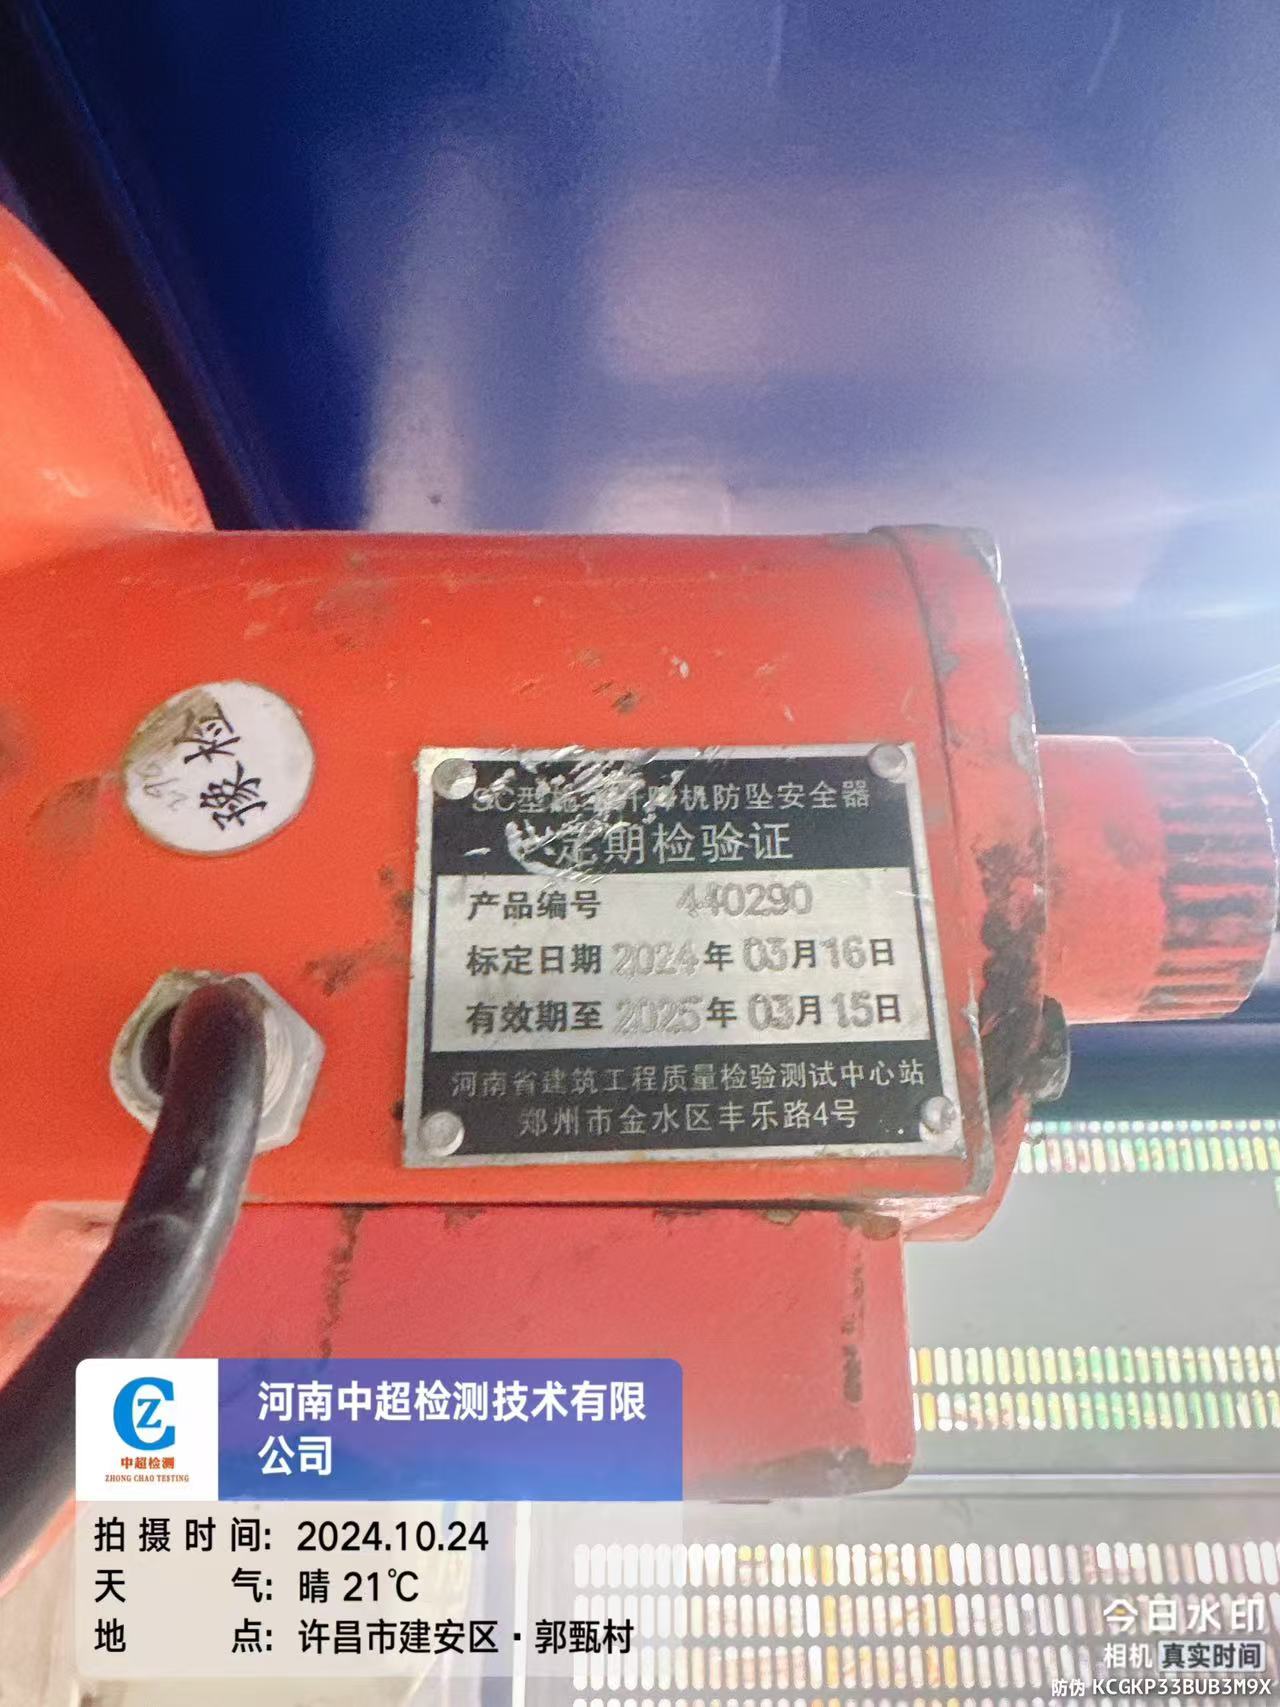 豫检
SC型施工升降机防坠安全器
定期检验证
产品编号 440290
标定日期 2024年03月16日
有效期至 2025年03月15日
河南省建筑工程质量检验测试中心站
郑州市金水区丰乐路4号
河南中超检测技术有限
公司
中超检测
ZHONG CHAO TESTING
拍摄时间: 2024.10.24
天气: 晴 21℃
地点: 许昌市建安区·郭甄村
今日水印
相机 真实时间
防伪 KCGKP33BUB3M9X